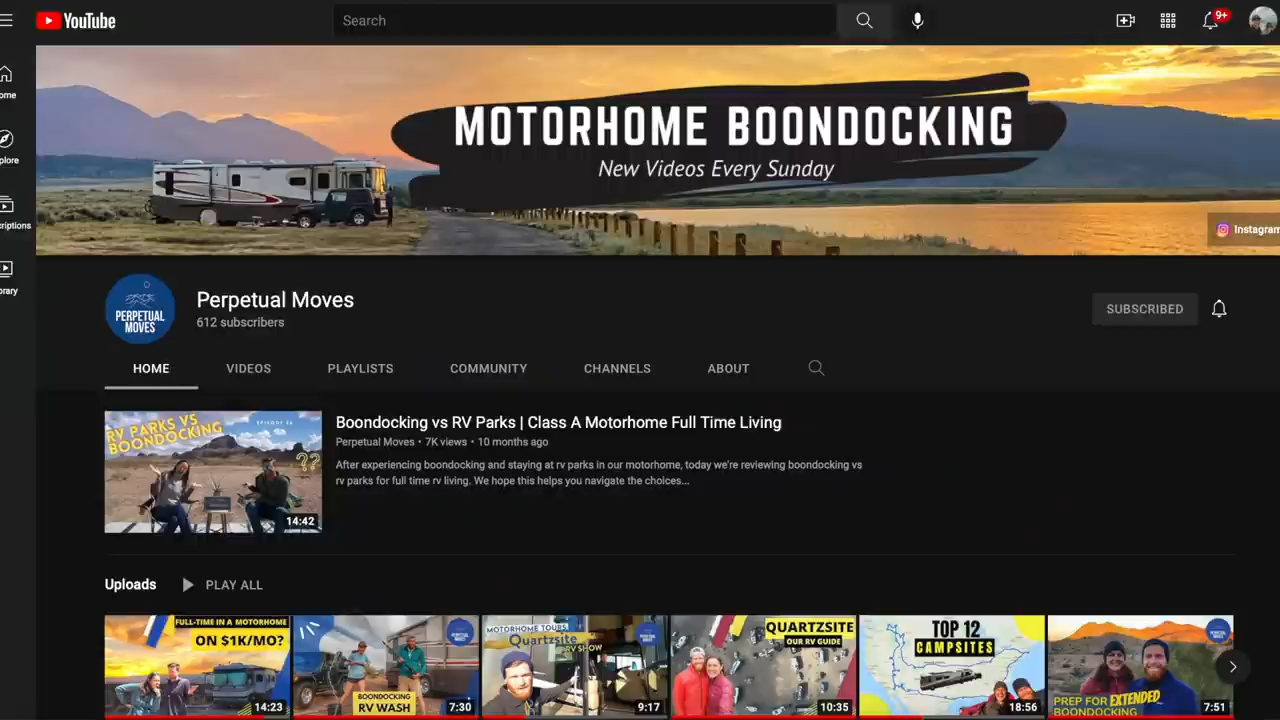 YouTube
Search
9+
ome
plore
criptions
brary
MOTORHOME BOONDOCKING
New Videos Every Sunday
Instagram
PERPETUAL
MOVES
Perpetual Moves
612 subscribers
SUBSCRIBED
HOME
VIDEOS
PLAYLISTS
COMMUNITY
CHANNELS
ABOUT
RV PARKS VS
BOONDOCKING
EPISODE 26
??
14:42
Boondocking vs RV Parks | Class A Motorhome Full Time Living
Perpetual Moves • 7K views • 10 months ago
After experiencing boondocking and staying at rv parks in our motorhome, today we're reviewing boondocking vs
rv parks for full time rv living. We hope this helps you navigate the choices...
Uploads
PLAY ALL
FULL-TIME IN A MOTORHOME
ON $1K/MO?
14:23
BOONDOCKING
RV WASH
7:30
MOTORHOME TOURS
Quartzsite
RV SHOW
9:17
QUARTZSITE
OUR RV GUIDE
10:35
TOP 12
CAMPSITES
18:56
PREP FOR EXTENDED
BOONDOCKING
7:51